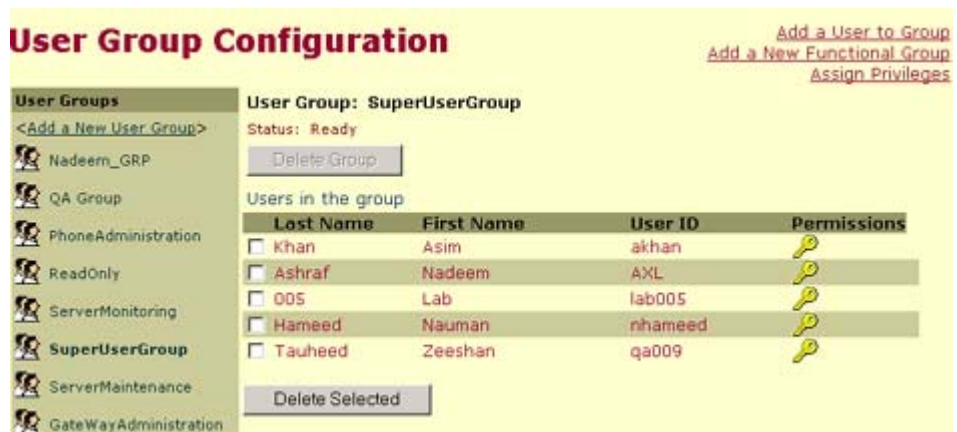 User Group Configuration
Add a User to Group
Add a New Functional Group
Assign Privileges
User Groups
<Add a New User Group>
Nadeem_GRP
QA Group
PhoneAdministration
ReadOnly
ServerMonitoring
SuperUserGroup
ServerMaintenance
GateWayAdministration
User Group: SuperUserGroup
Status: Ready
Delete Group
Users in the group
Last Name First Name User ID Permissions
Khan Asim akhan
Ashraf Nadeem AXL
005 Lab lab005
Hameed Nauman nhameed
Tauheed Zeeshan qa009
Delete Selected